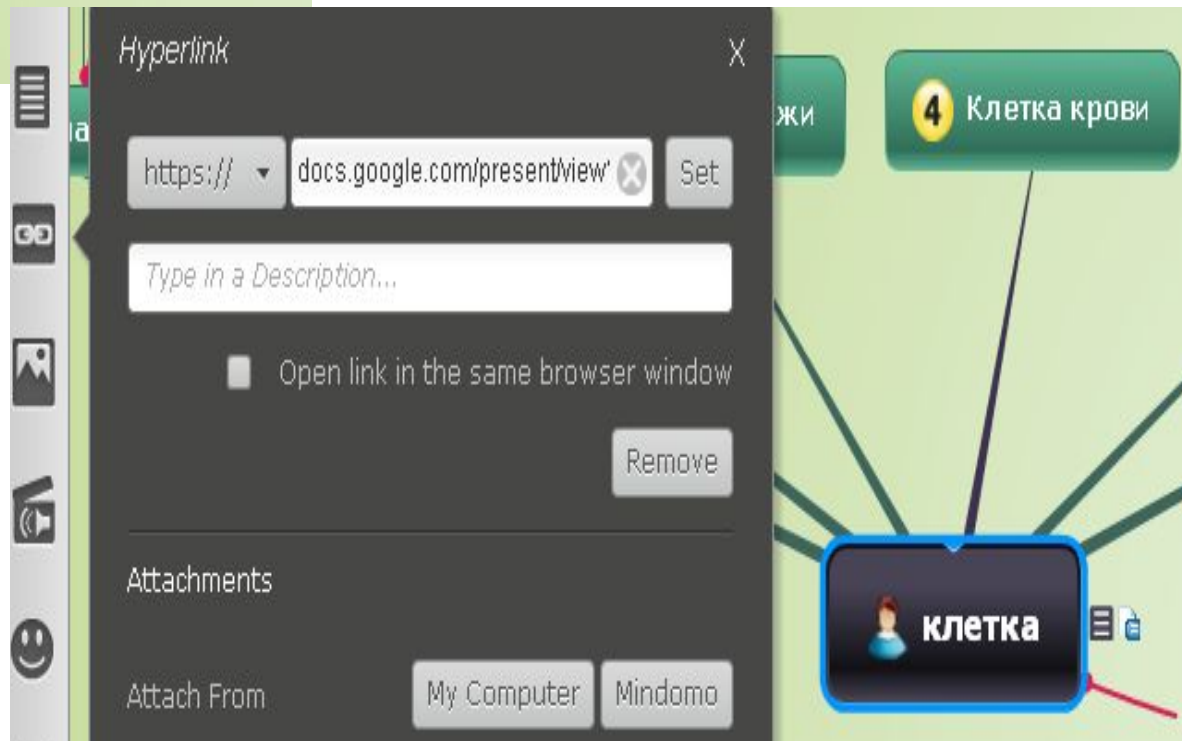 Hyperlink X
жи
4 Клетка крови
https:// docs.google.com/present/view Set
Type in a Description...
Open link in the same browser window
Remove
Attachments
клетка
Attach From My Computer Mindomo